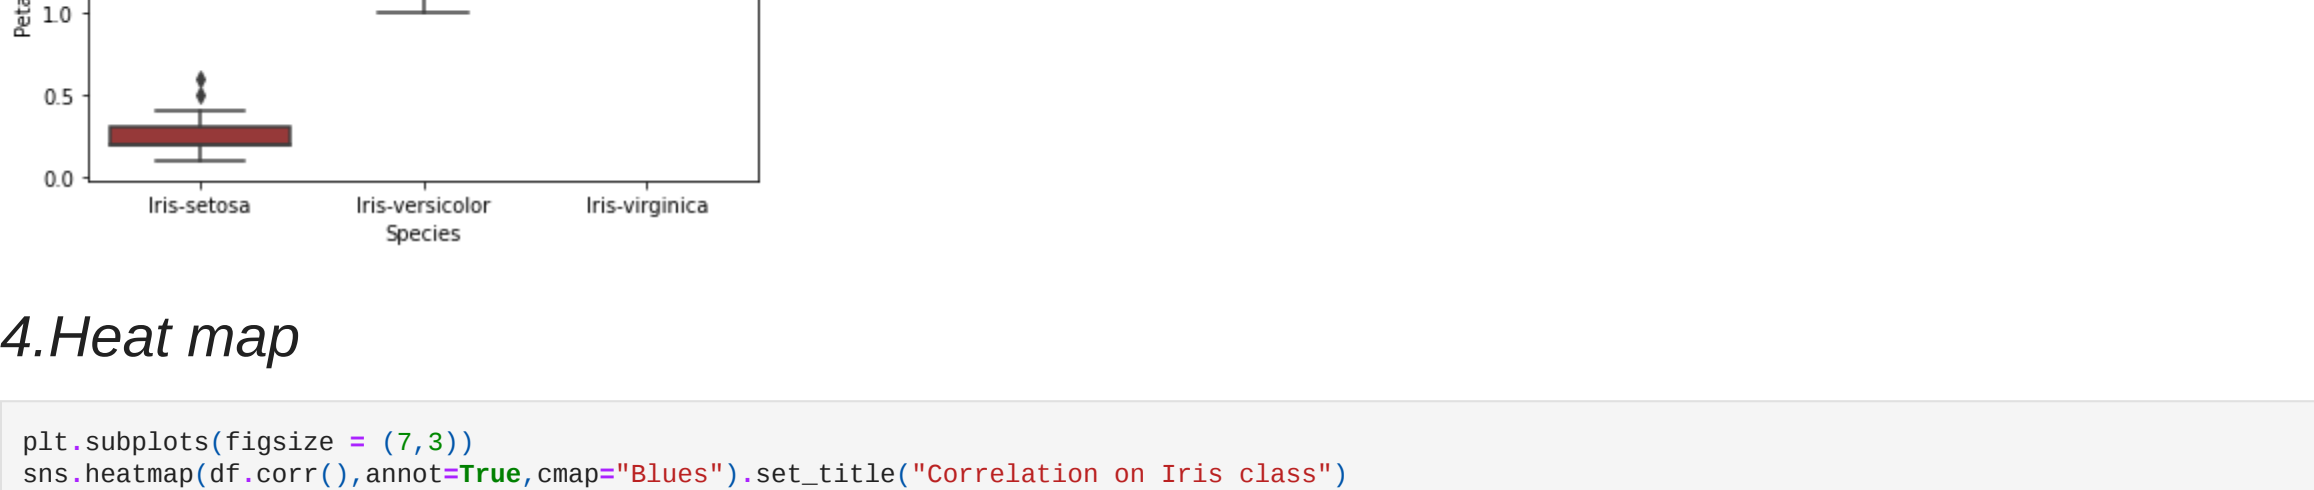 1.0
0.5
0.0
Iris-setosa Iris-versicolor Iris-virginica
Species
4.Heat map
plt.subplots(figsize = (7,3))
sns.heatmap(df.corr(),annot=True,cmap="Blues").set_title("Correlation on Iris class")